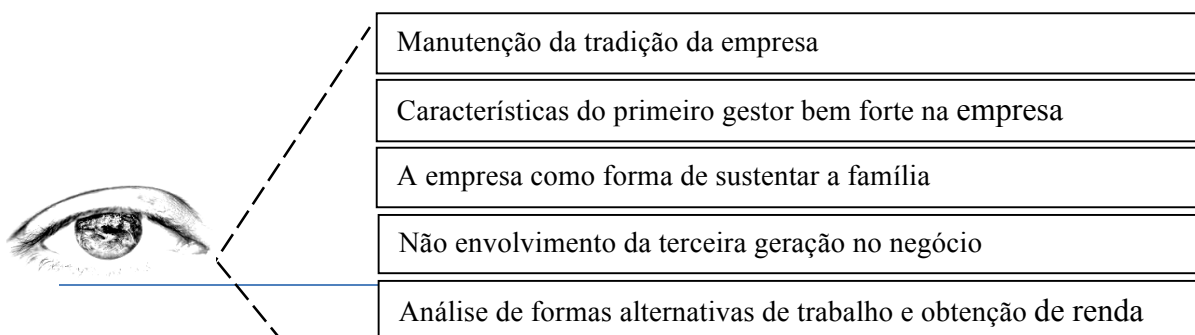 Manutenção da tradição da empresa
Características do primeiro gestor bem forte na empresa
A empresa como forma de sustentar a família
Não envolvimento da terceira geração no negócio
Análise de formas alternativas de trabalho e obtenção de renda